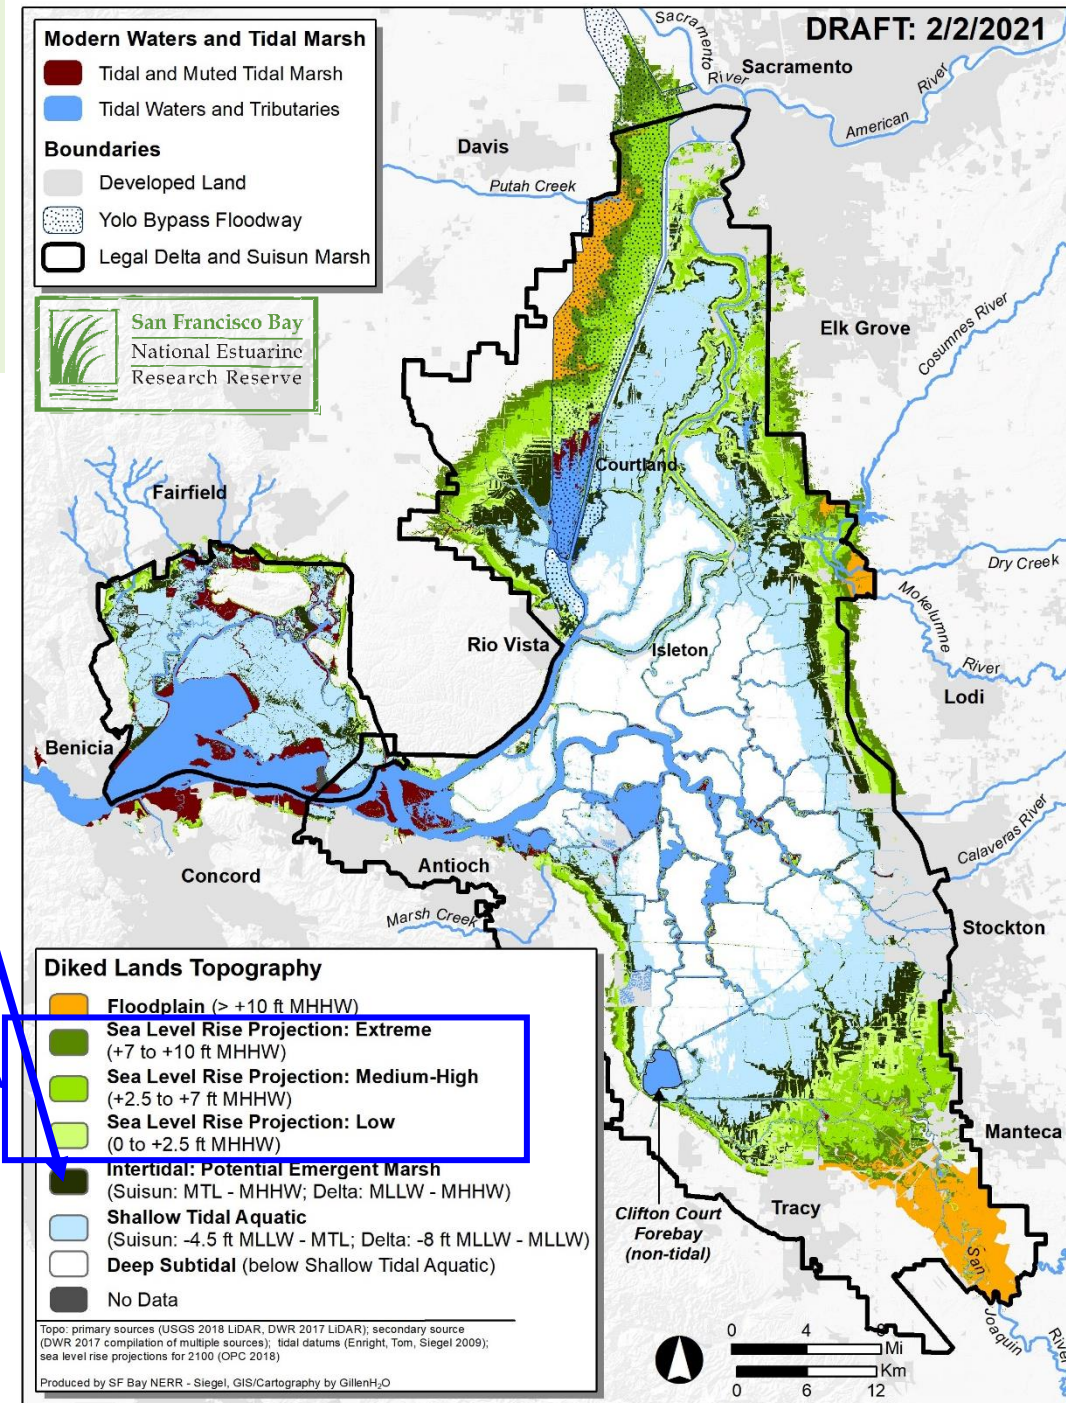 DRAFT: 2/2/2021
Modern Waters and Tidal Marsh
Tidal and Muted Tidal Marsh
Tidal Waters and Tributaries
Boundaries
Developed Land
Yolo Bypass Floodway
Legal Delta and Suisun Marsh
San Francisco Bay
National Estuarine
Research Reserve
Sacramento
River
Sacramento
American
River
Davis
Putah Creek
Elk Grove
Cosumnes River
Courtland
Fairfield
Dry Creek
Mokelumne
River
Rio Vista
Isleton
Lodi
Benicia
Calaveras River
Concord
Antioch
Marsh Creek
Stockton
Manteca
Clifton Court
Forebay
(non-tidal)
Tracy
San
Joaquin
River
Diked Lands Topography
Floodplain (> +10 ft MHHW)
Sea Level Rise Projection: Extreme
(+7 to +10 ft MHHW)
Sea Level Rise Projection: Medium-High
(+2.5 to +7 ft MHHW)
Sea Level Rise Projection: Low
(0 to +2.5 ft MHHW)
Intertidal: Potential Emergent Marsh
(Suisun: MTL - MHHW; Delta: MLLW - MHHW)
Shallow Tidal Aquatic
(Suisun: -4.5 ft MLLW - MTL; Delta: -8 ft MLLW - MLLW)
Deep Subtidal (below Shallow Tidal Aquatic)
No Data
Topo: primary sources (USGS 2018 LiDAR, DWR 2017 LiDAR); secondary source
(DWR 2017 compilation of multiple sources); tidal datums (Enright, Tom, Siegel 2009);
sea level rise projections for 2100 (OPC 2018)
Produced by SF Bay NERR - Siegel, GIS/Cartography by GillenH₂O
0 4
Mi
Km
0 6 12